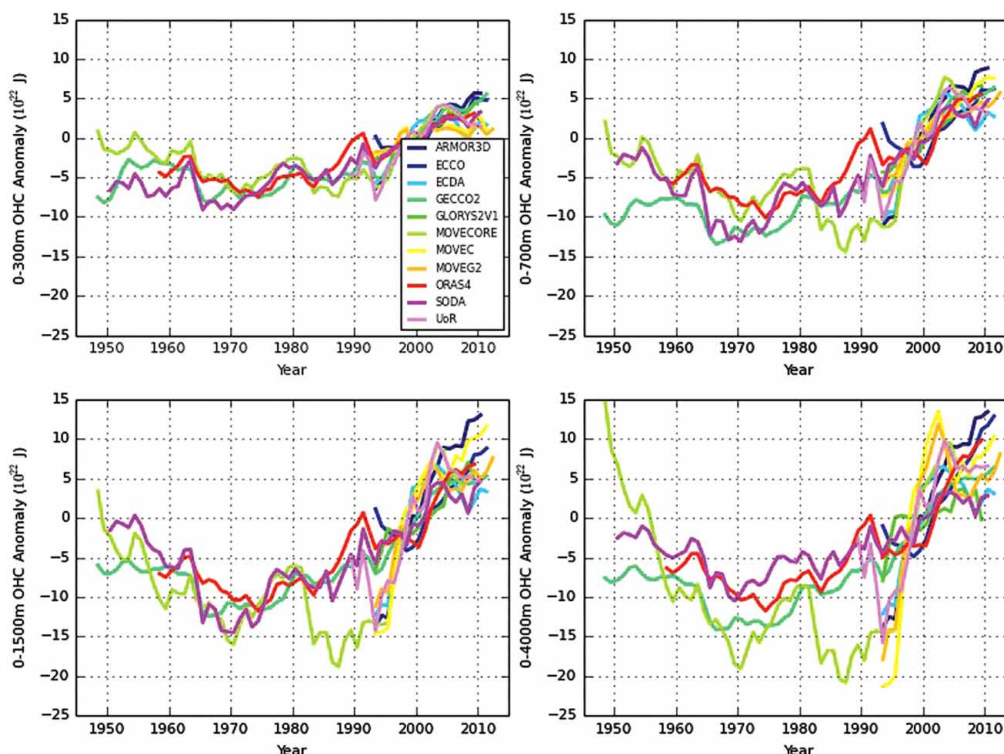 15
10
5
0
−5
−10
−15
−20
−25
0-300m OHC Anomaly (10²² J)
1950 1960 1970 1980 1990 2000 2010
Year
ARMOR3D
ECCO
ECDA
GECCO2
GLORYS2V1
MOVECORE
MOVEC
MOVEG2
ORAS4
SODA
UoR
15
10
5
0
−5
−10
−15
−20
−25
0-700m OHC Anomaly (10²² J)
1950 1960 1970 1980 1990 2000 2010
Year
15
10
5
0
−5
−10
−15
−20
−25
0-1500m OHC Anomaly (10²² J)
1950 1960 1970 1980 1990 2000 2010
Year
15
10
5
0
−5
−10
−15
−20
−25
0-4000m OHC Anomaly (10²² J)
1950 1960 1970 1980 1990 2000 2010
Year